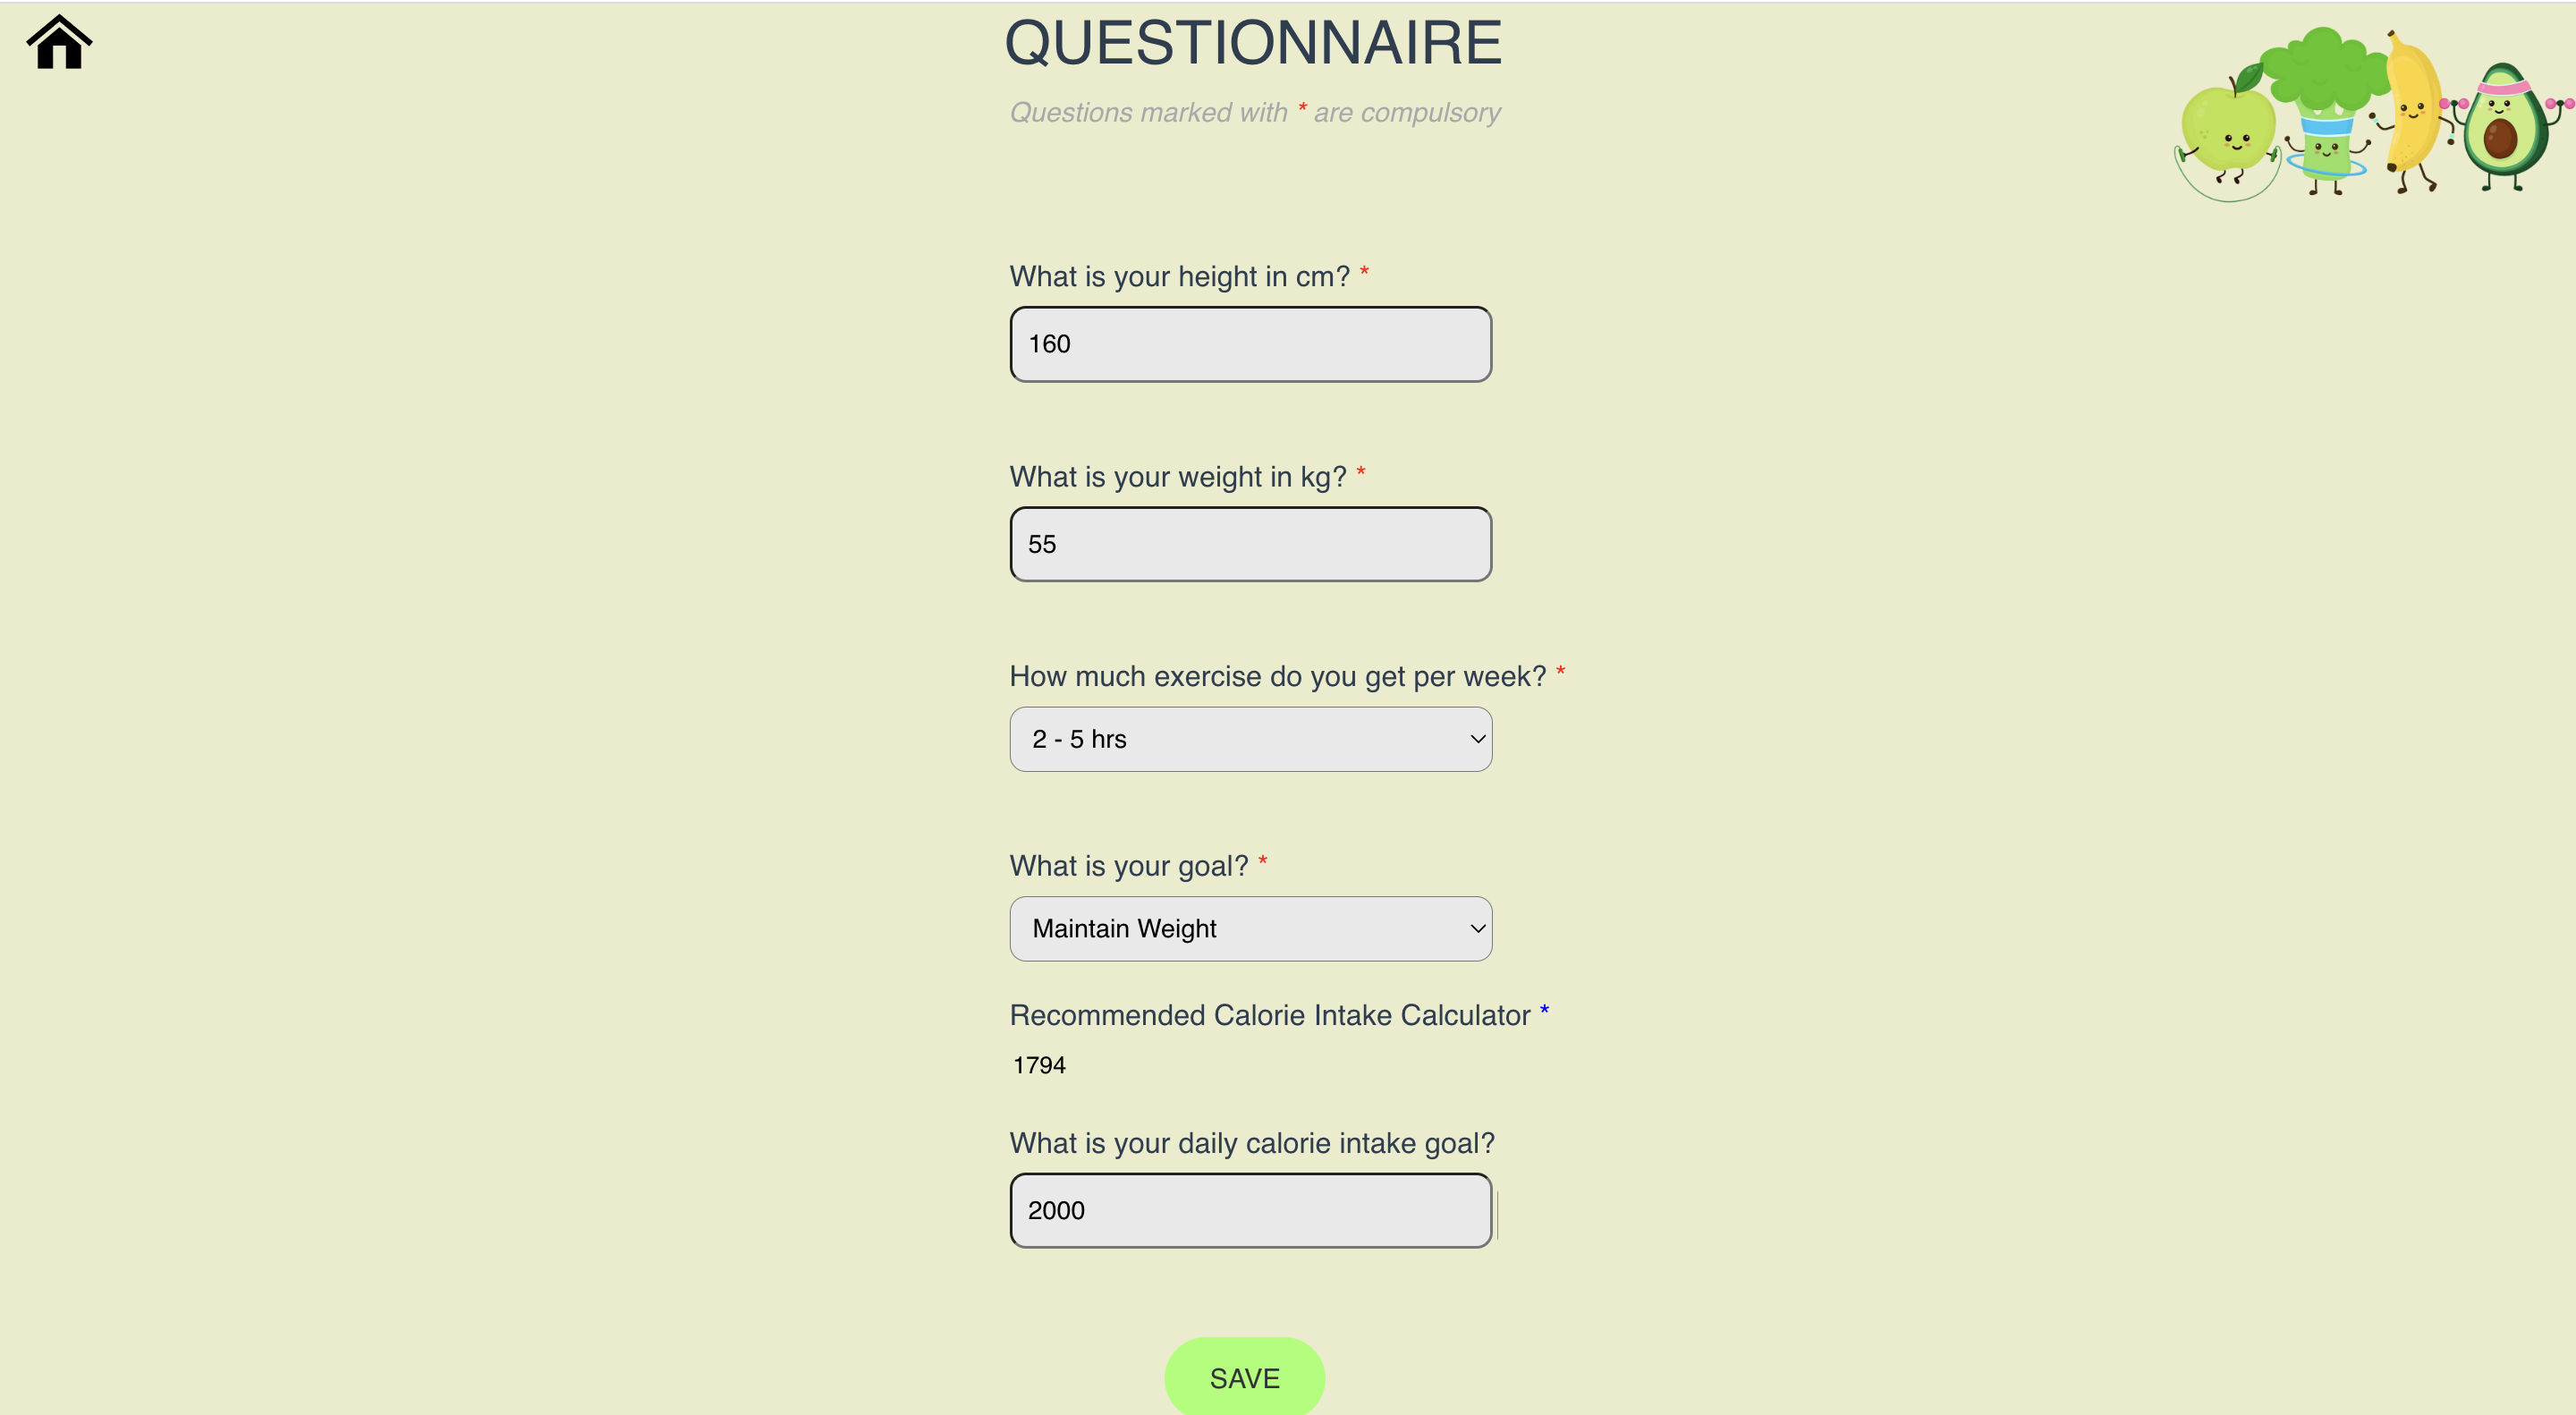 QUESTIONNAIRE
Questions marked with * are compulsory
What is your height in cm? *
160
What is your weight in kg? *
55
How much exercise do you get per week? *
2 - 5 hrs
What is your goal? *
Maintain Weight
Recommended Calorie Intake Calculator *
1794
What is your daily calorie intake goal?
2000
SAVE